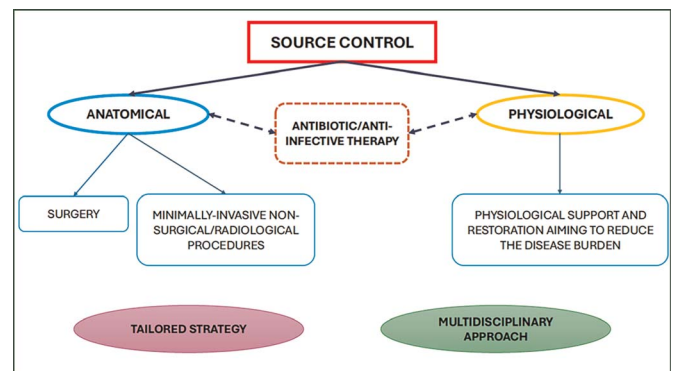 SOURCE CONTROL
ANATOMICAL
ANTIBIOTIC/ANTI-
INFECTIVE THERAPY
PHYSIOLOGICAL
SURGERY
MINIMALLY-INVASIVE NON-
SURGICAL/RADIOLOGICAL
PROCEDURES
PHYSIOLOGICAL SUPPORT AND
RESTORATION AIMING TO REDUCE
THE DISEASE BURDEN
TAILORED STRATEGY
MULTIDISCIPLINARY
APPROACH